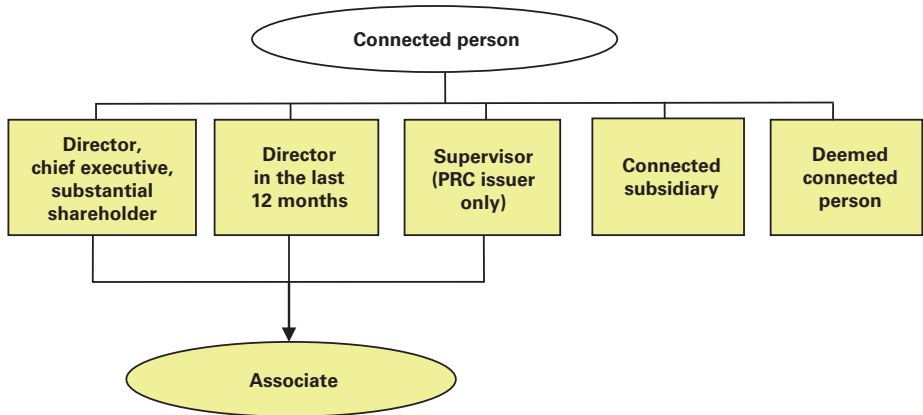 Connected person
Director,
chief executive,
substantial
shareholder
Director
in the last
12 months
Supervisor
(PRC issuer
only)
Connected
subsidiary
Deemed
connected
person
Associate